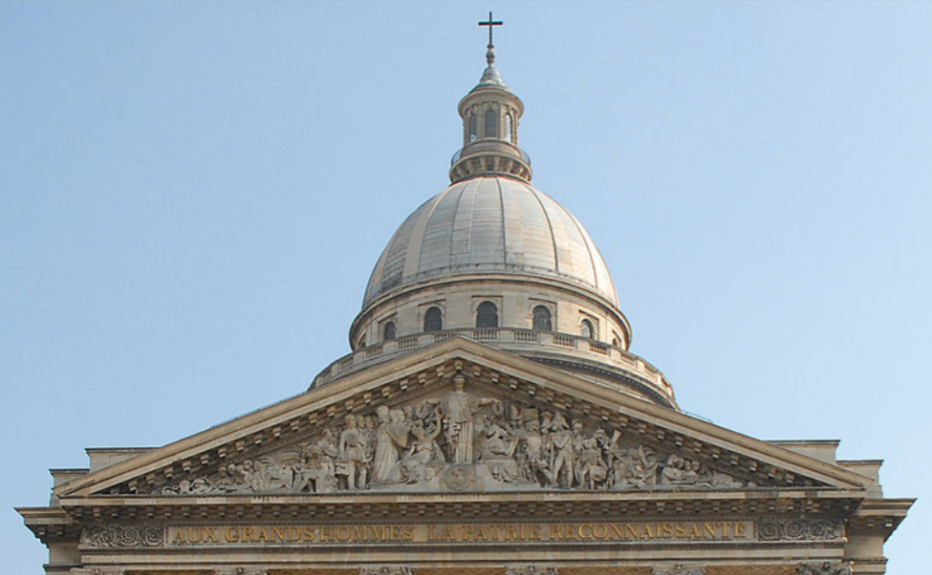 AUX GRANDS HOMMES LA PATRIE RECONNAISSANTE